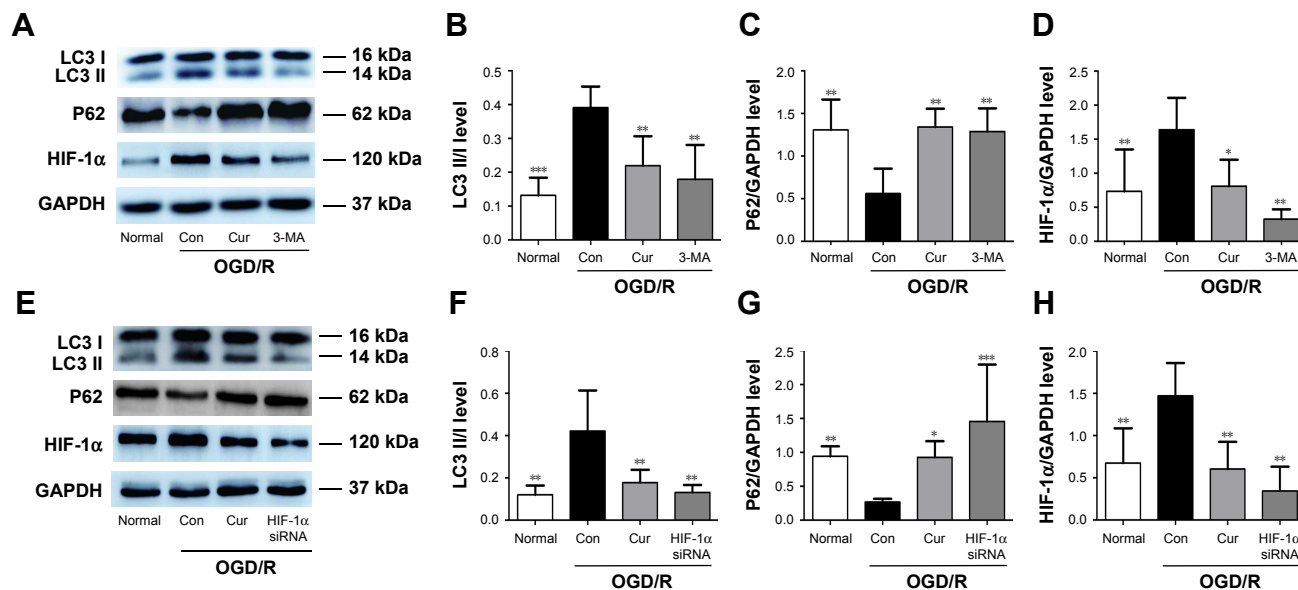 A
LC3 I
LC3 II
P62
HIF-1α
GAPDH
16 kDa
14 kDa
62 kDa
120 kDa
37 kDa
Normal Con Cur 3-MA
OGD/R
B
LC3 II/I level
0.5
0.4
0.3
0.2
0.1
0.0
***
**
**
Normal Con Cur 3-MA
OGD/R
C
P62/GAPDH level
2.0
1.5
1.0
0.5
0.0
**
**
**
Normal Con Cur 3-MA
OGD/R
D
HIF-1α/GAPDH level
2.5
2.0
1.5
1.0
0.5
0.0
**
*
**
Normal Con Cur 3-MA
OGD/R
E
LC3 I
LC3 II
P62
HIF-1α
GAPDH
16 kDa
14 kDa
62 kDa
120 kDa
37 kDa
Normal Con Cur HIF-1α
siRNA
OGD/R
F
LC3 II/I level
0.8
0.6
0.4
0.2
0.0
**
**
**
Normal Con Cur HIF-1α
siRNA
OGD/R
G
P62/GAPDH level
2.5
2.0
1.5
1.0
0.5
0.0
**
*
***
Normal Con Cur HIF-1α
siRNA
OGD/R
H
HIF-1α/GAPDH level
2.0
1.5
1.0
0.5
0.0
**
**
**
Normal Con Cur HIF-1α
siRNA
OGD/R